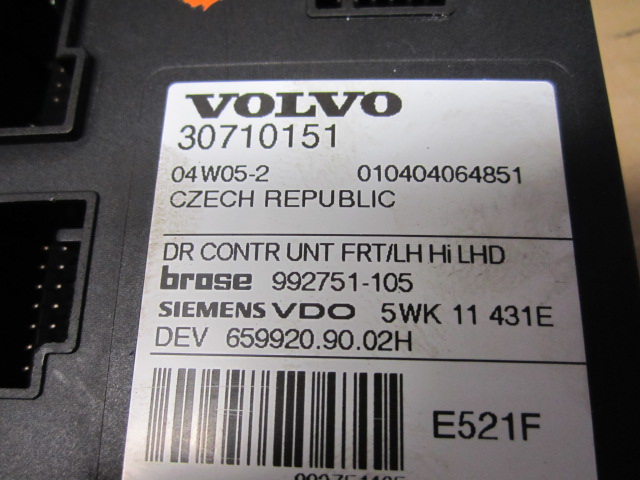 VOLVO
30710151
04W05-2 010404064851
CZECH REPUBLIC
DR CONTR UNT FRT/LH Hi LHD
brose 992751-105
SIEMENS VDO 5WK 11 431E
DEV 659920.90.02H
E521F